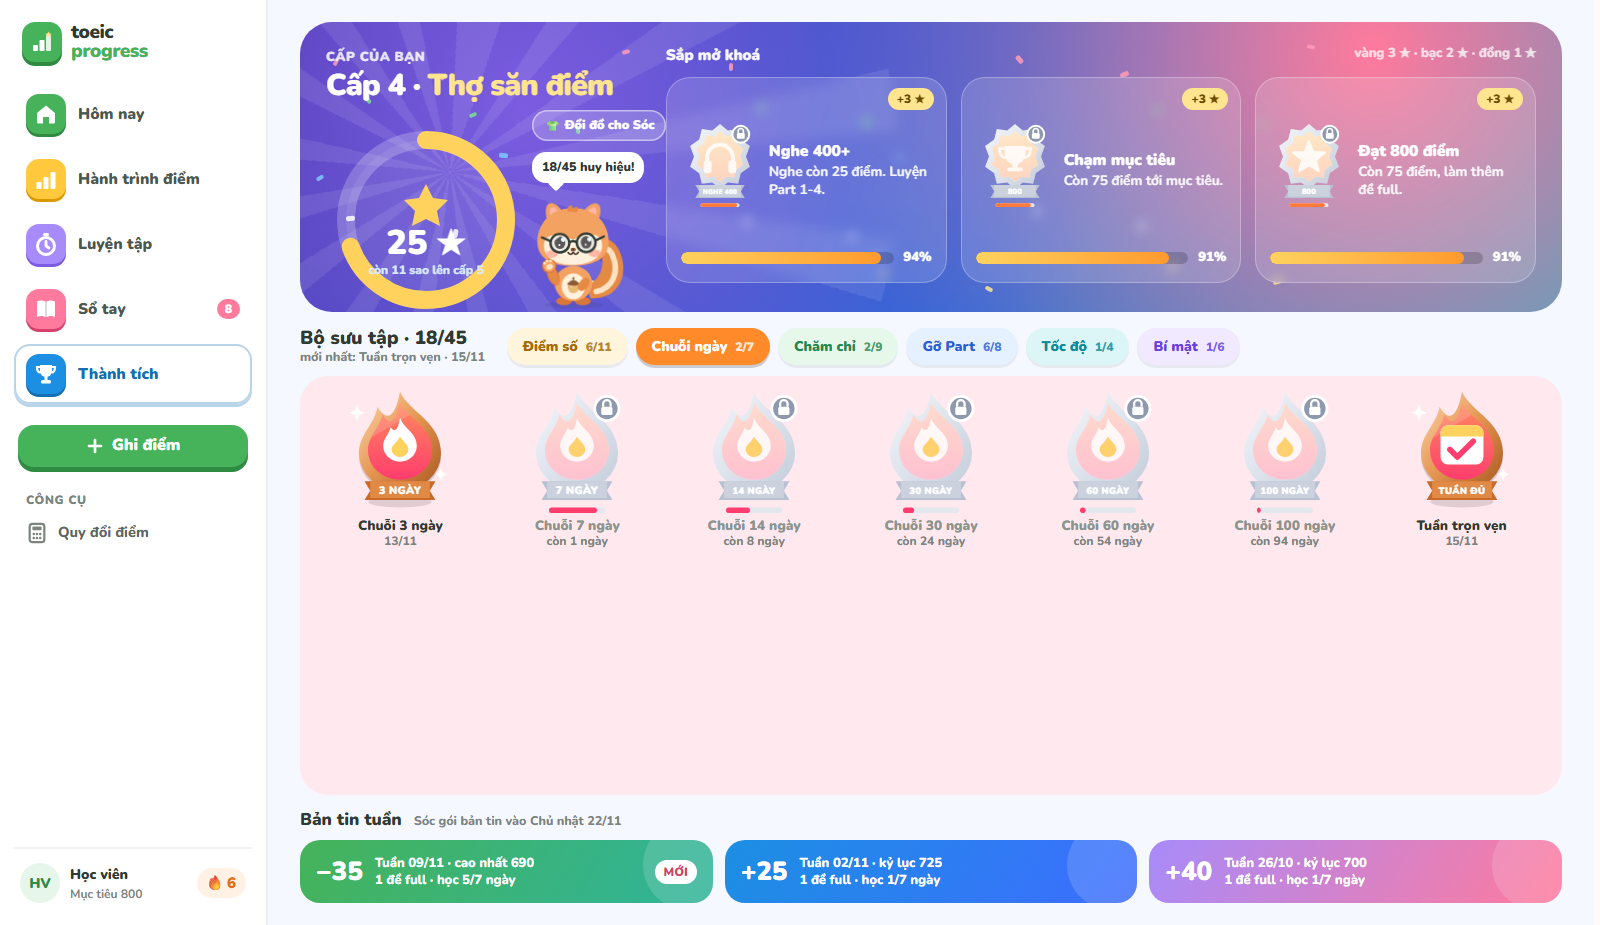 toeic
progress
Hôm nay
Hành trình điểm
Luyện tập
Sổ tay
8
Thành tích
+ Ghi điểm
CÔNG CỤ
Quy đổi điểm
HV
Học viên
Mục tiêu 800
6
CẤP CỦA BẠN
Cấp 4 · Thợ săn điểm
Đổi đồ cho Sóc
18/45 huy hiệu!
25 ★
còn 11 sao lên cấp 5
Sắp mở khoá
vàng 3 ★ · bạc 2 ★ · đồng 1 ★
+3 ★
NGHE 400
Nghe 400+
Nghe còn 25 điểm. Luyện
Part 1-4.
94%
+3 ★
800
Chạm mục tiêu
Còn 75 điểm tới mục tiêu.
91%
+3 ★
800
Đạt 800 điểm
Còn 75 điểm, làm thêm
đề full.
91%
Bộ sưu tập · 18/45
mới nhất: Tuần trọn vẹn · 15/11
Điểm số 6/11
Chuỗi ngày 2/7
Chăm chỉ 2/9
Gỡ Part 6/8
Tốc độ 1/4
Bí mật 1/6
3 NGÀY
Chuỗi 3 ngày
13/11
7 NGÀY
Chuỗi 7 ngày
còn 1 ngày
14 NGÀY
Chuỗi 14 ngày
còn 8 ngày
30 NGÀY
Chuỗi 30 ngày
còn 24 ngày
60 NGÀY
Chuỗi 60 ngày
còn 54 ngày
100 NGÀY
Chuỗi 100 ngày
còn 94 ngày
TUẦN ĐỦ
Tuần trọn vẹn
15/11
Bản tin tuần
Sóc gói bản tin vào Chủ nhật 22/11
−35
Tuần 09/11 · cao nhất 690
1 đề full · học 5/7 ngày
MỚI
+25
Tuần 02/11 · kỷ lục 725
1 đề full · học 1/7 ngày
+40
Tuần 26/10 · kỷ lục 700
1 đề full · học 1/7 ngày